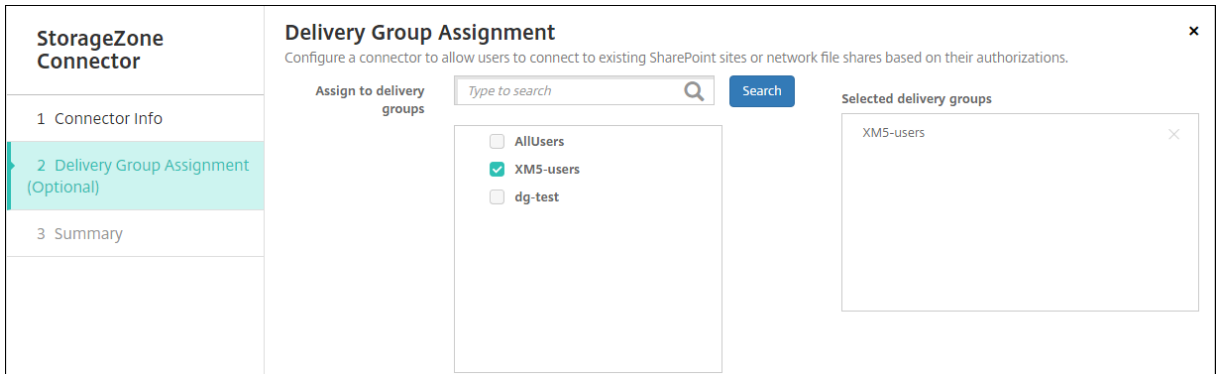 StorageZone
Connector
1 Connector Info
2 Delivery Group Assignment
(Optional)
3 Summary
Delivery Group Assignment
Configure a connector to allow users to connect to existing SharePoint sites or network file shares based on their authorizations.
Assign to delivery
groups
Type to search
Search
AllUsers
XM5-users
dg-test
Selected delivery groups
XM5-users